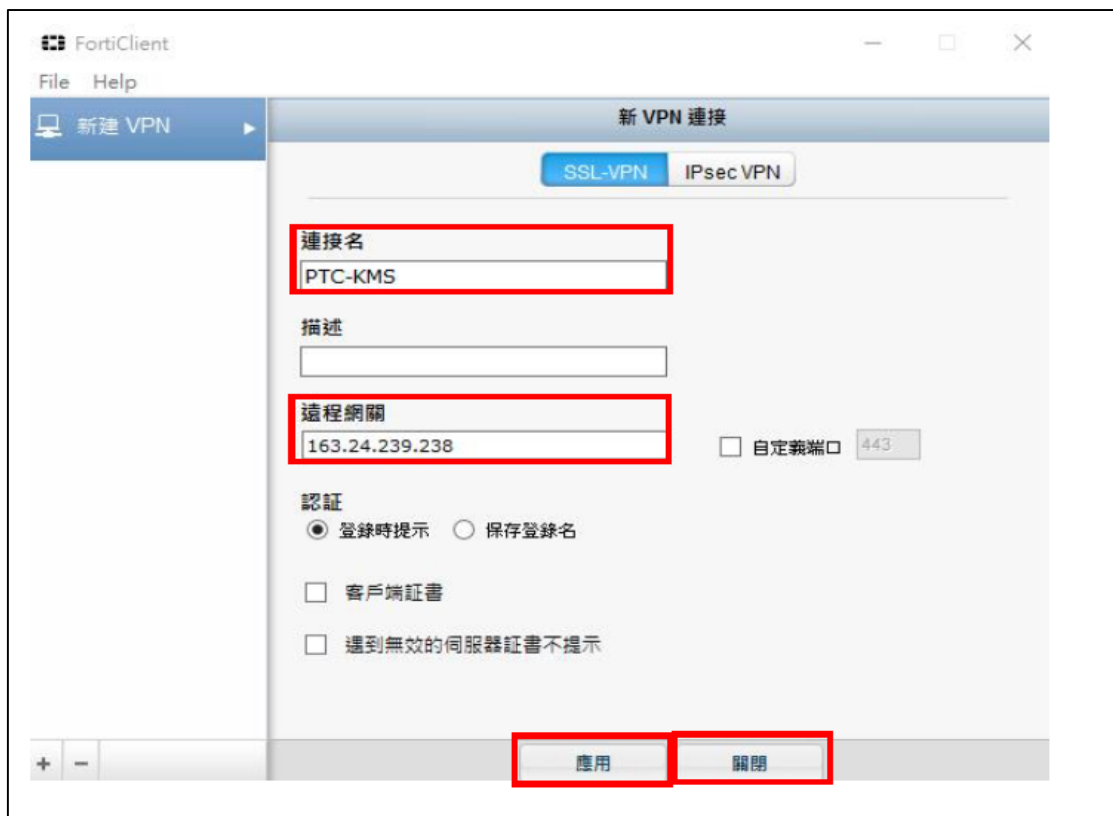 FortiClient
File Help
新建 VPN
新 VPN 連接
SSL-VPN IPsec VPN
連接名
PTC-KMS
描述
遠程網關
163.24.239.238
自定義端口 443
認証
登錄時提示 保存登錄名
客戶端証書
遇到無效的伺服器証書不提示
應用 關閉